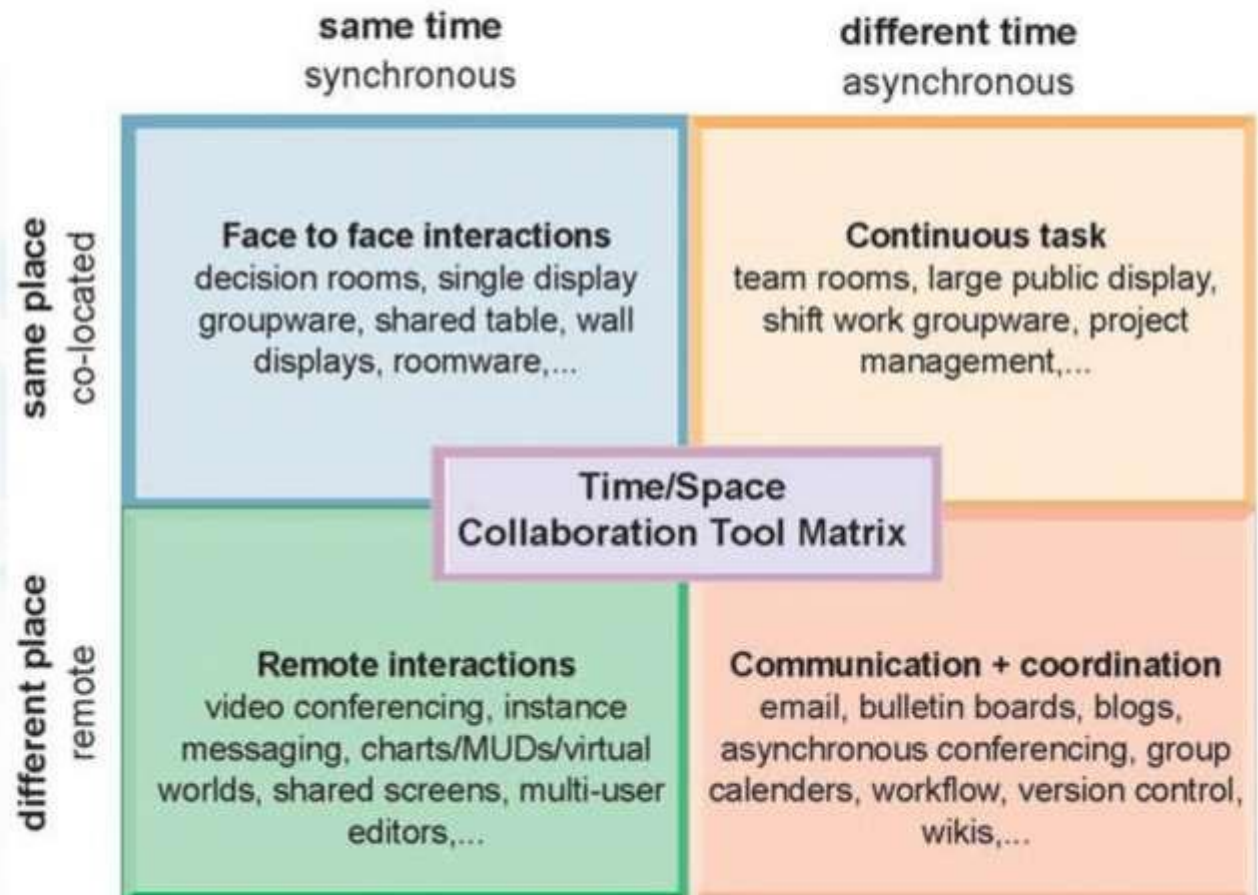 same time
synchronous
different time
asynchronous
same place
co-located
Face to face interactions
decision rooms, single display
groupware, shared table, wall
displays, roomware,...
Continuous task
team rooms, large public display,
shift work groupware, project
management,...
Time/Space
Collaboration Tool Matrix
different place
remote
Remote interactions
video conferencing, instance
messaging, charts/MUDs/virtual
worlds, shared screens, multi-user
editors,...
Communication + coordination
email, bulletin boards, blogs,
asynchronous conferencing, group
calenders, workflow, version control,
wikis,...